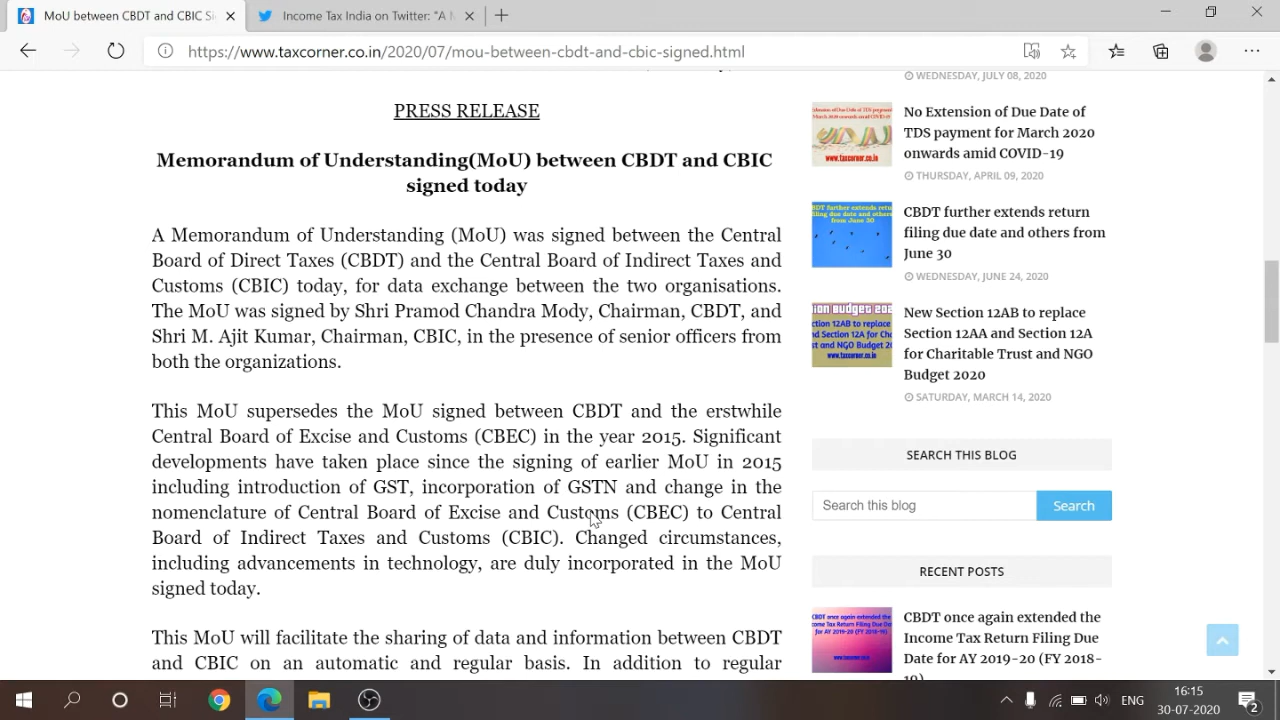 MoU between CBDT and CBIC
https://www.taxcorner.co.in/2020/07/mou-between-cbdt-and-cbic-signed.html
PRESS RELEASE
Memorandum of Understanding(MoU) between CBDT and CBIC
signed today
A Memorandum of Understanding (MoU) was signed between the Central
Board of Direct Taxes (CBDT) and the Central Board of Indirect Taxes and
Customs (CBIC) today, for data exchange between the two organisations.
The MoU was signed by Shri Pramod Chandra Mody, Chairman, CBDT, and
Shri M. Ajit Kumar, Chairman, CBIC, in the presence of senior officers from
both the organizations.
This MoU supersedes the MoU signed between CBDT and the erstwhile
Central Board of Excise and Customs (CBEC) in the year 2015. Significant
developments have taken place since the signing of earlier MoU in 2015
including introduction of GST, incorporation of GSTN and change in the
nomenclature of Central Board of Excise and Customs (CBEC) to Central
Board of Indirect Taxes and Customs (CBIC). Changed circumstances,
including advancements in technology, are duly incorporated in the MoU
signed today.
The MoU will facilitate the sharing of data and information between CBDT
and CBIC on an automatic and regular basis. In addition to regular
WEDNESDAY, JULY 08, 2020
www.taxcorner.co.in
No Extension of Due Date of
TDS payment for March 2020
onwards amid COVID-19
THURSDAY, APRIL 09, 2020
CBDT further extends return
filing due date and others from
June 30
WEDNESDAY, JUNE 24, 2020
www.taxcorner.co.in
New Section 12AB to replace
Section 12AA and Section 12A
for Charitable Trust and NGO
Budget 2020
SATURDAY, MARCH 14, 2020
SEARCH THIS BLOG
Search this blog
Search
RECENT POSTS
CBDT once again extended the
Income Tax Return Filing Due
Date for AY 2019-20 (FY 2018-
19)
ENG
16:15
30-07-2020
2